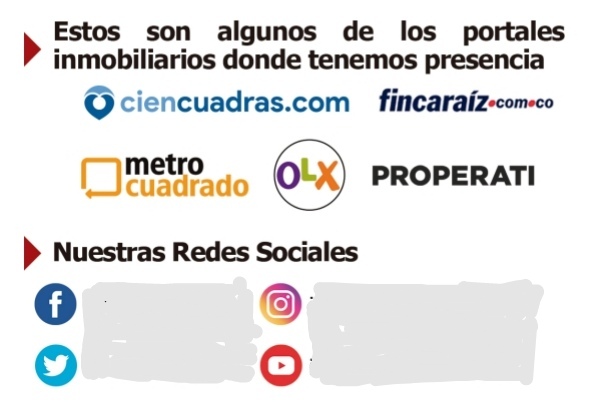 Estos son algunos de los portales
inmobiliarios donde tenemos presencia
ciencuadras.com fincaraíz.com.co
metro
cuadrado OLX PROPERATI
Nuestras Redes Sociales